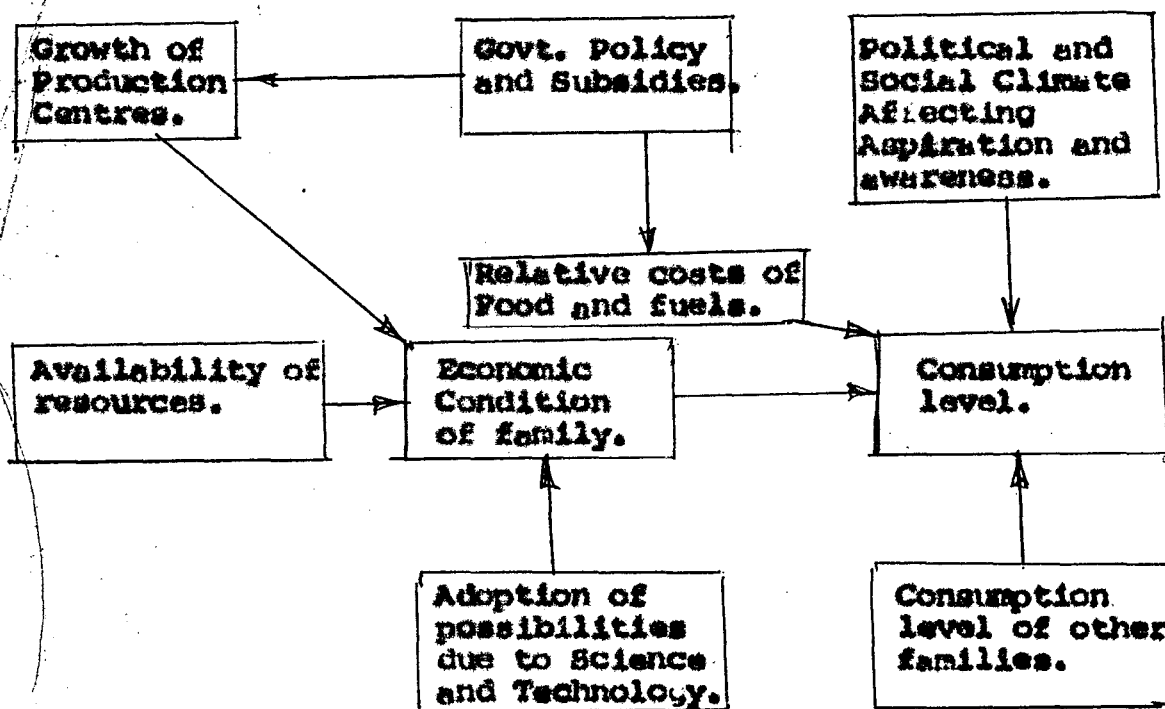 Growth of
Production
Centres.
Govt. Policy
and Subsidies.
Political and
Social Climate
Affecting
Aspiration and
awareness.
Relative costs of
Food and fuels.
Availability of
resources.
Economic
Condition
of family.
Consumption
level.
Adoption of
possibilities
due to Science
and Technology.
Consumption
level of other
families.